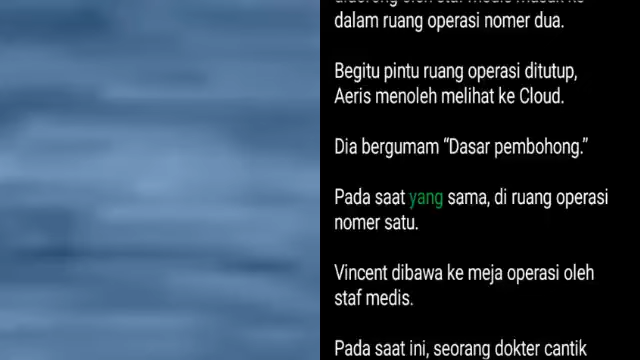 dalam ruang operasi nomer dua.
Begitu pintu ruang operasi ditutup,
Aeris menoleh melihat ke Cloud.
Dia bergumam “Dasar pembohong.”
Pada saat yang sama, di ruang operasi
nomer satu.
Vincent dibawa ke meja operasi oleh
staf medis.
Pada saat ini, seorang dokter cantik